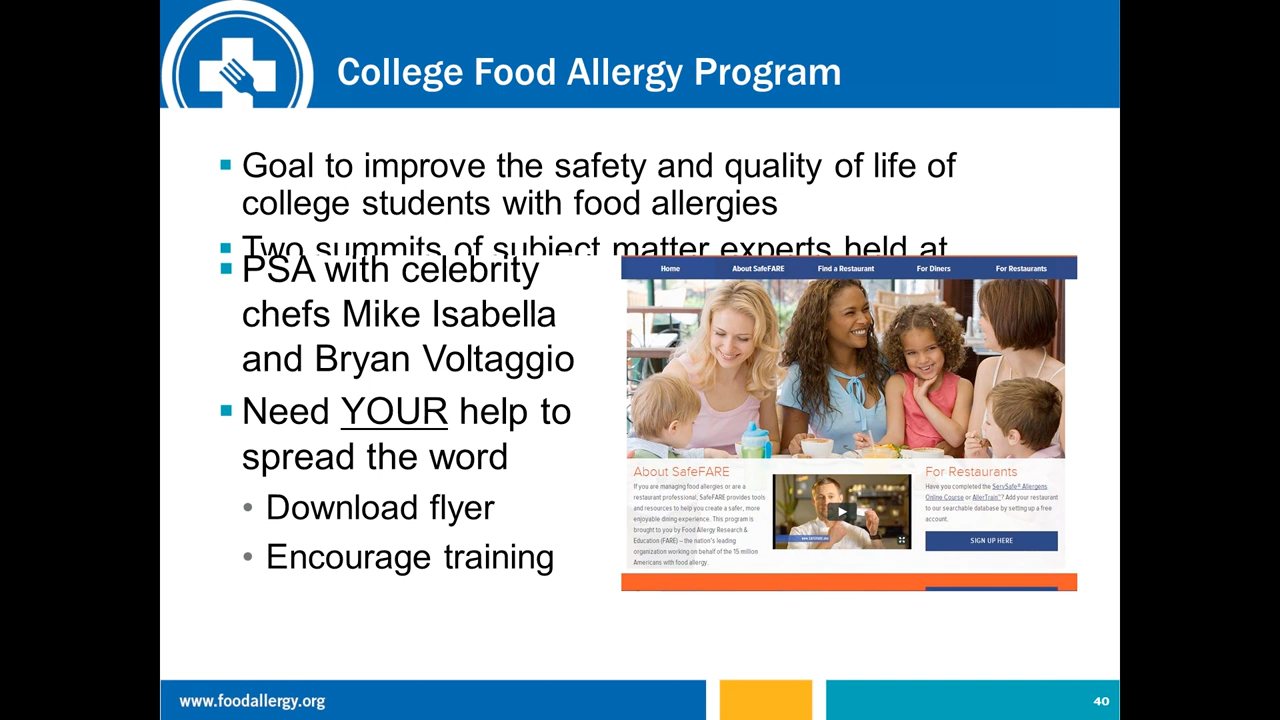 College Food Allergy Program
Goal to improve the safety and quality of life of
college students with food allergies
Two summits of subject matter experts held at
PSA with celebrity
chefs Mike Isabella
and Bryan Voltaggio
Need YOUR help to
spread the word
Download flyer
Encourage training
Home About SafeFARE Find a Restaurant For Diners For Restaurants
About SafeFARE
If you are managing food allergies or are a
restaurant professional, SafeFARE provides tools
and resources to help you create a safer, more
enjoyable dining experience. This program is
brought to you by Food Allergy Research &
Education (FARE) – the nation's leading
organization working on behalf of the 15 million
Americans with food allergy.
For Restaurants
Have you completed the ServSafe® Allergens
Online Course or AllerTrain™? Add your restaurant
to our searchable database by setting up a free
account.
SIGN UP HERE
www.foodallergy.org
40